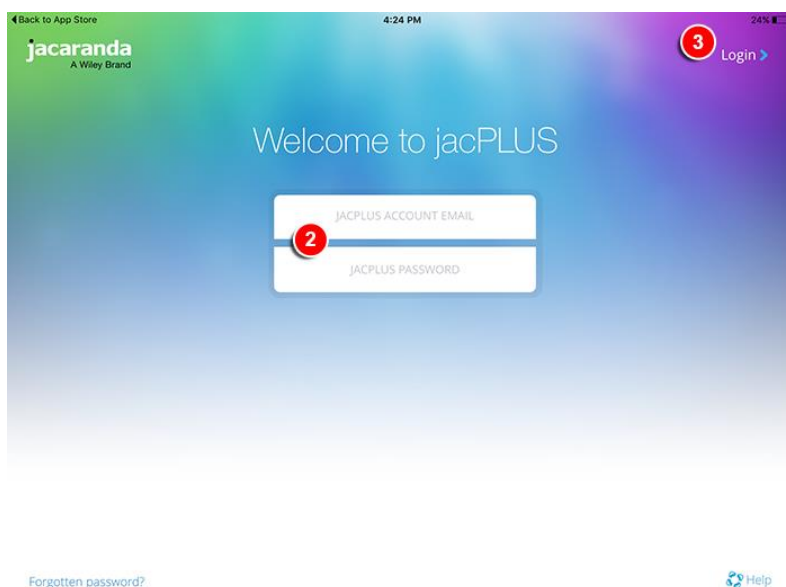 Back to App Store
4:24 PM
24%
jacaranda
A Wiley Brand
3
Login
Welcome to jacPLUS
JACPLUS ACCOUNT EMAIL
2
JACPLUS PASSWORD
Forgotten password?
Help